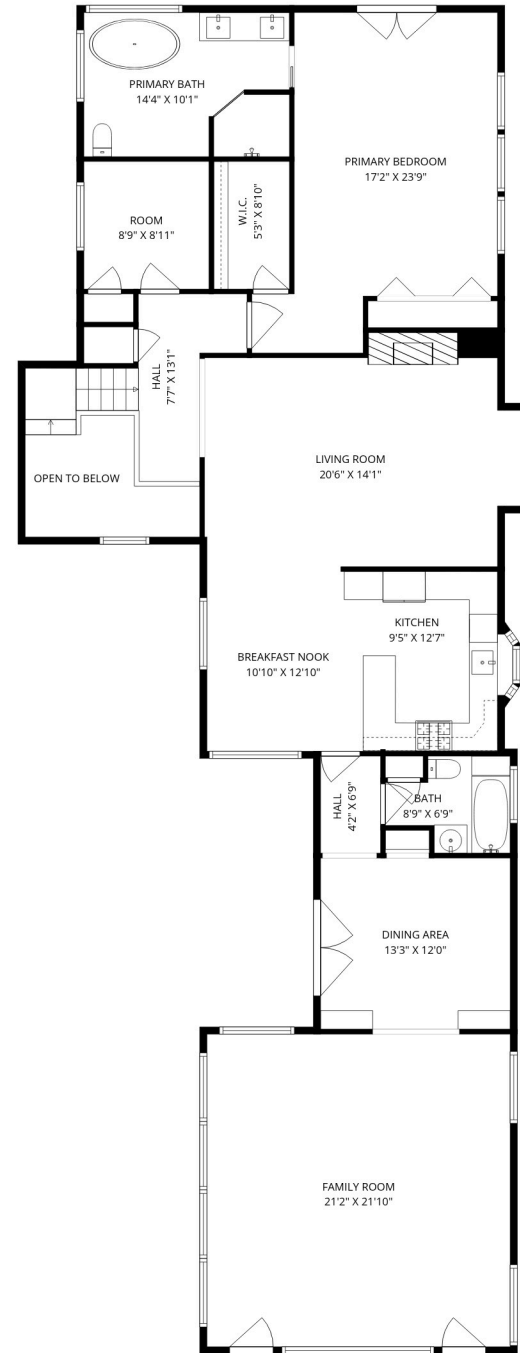 PRIMARY BATH
14'4" X 10'1"
PRIMARY BEDROOM
17'2" X 23'9"
ROOM
8'9" X 8'11"
W.I.C.
5'3" X 8'10"
HALL
7'7" X 13'1"
OPEN TO BELOW
LIVING ROOM
20'6" X 14'1"
KITCHEN
9'5" X 12'7"
BREAKFAST NOOK
10'10" X 12'10"
HALL
4'2" X 6'9"
BATH
8'9" X 6'9"
DINING AREA
13'3" X 12'0"
FAMILY ROOM
21'2" X 21'10"